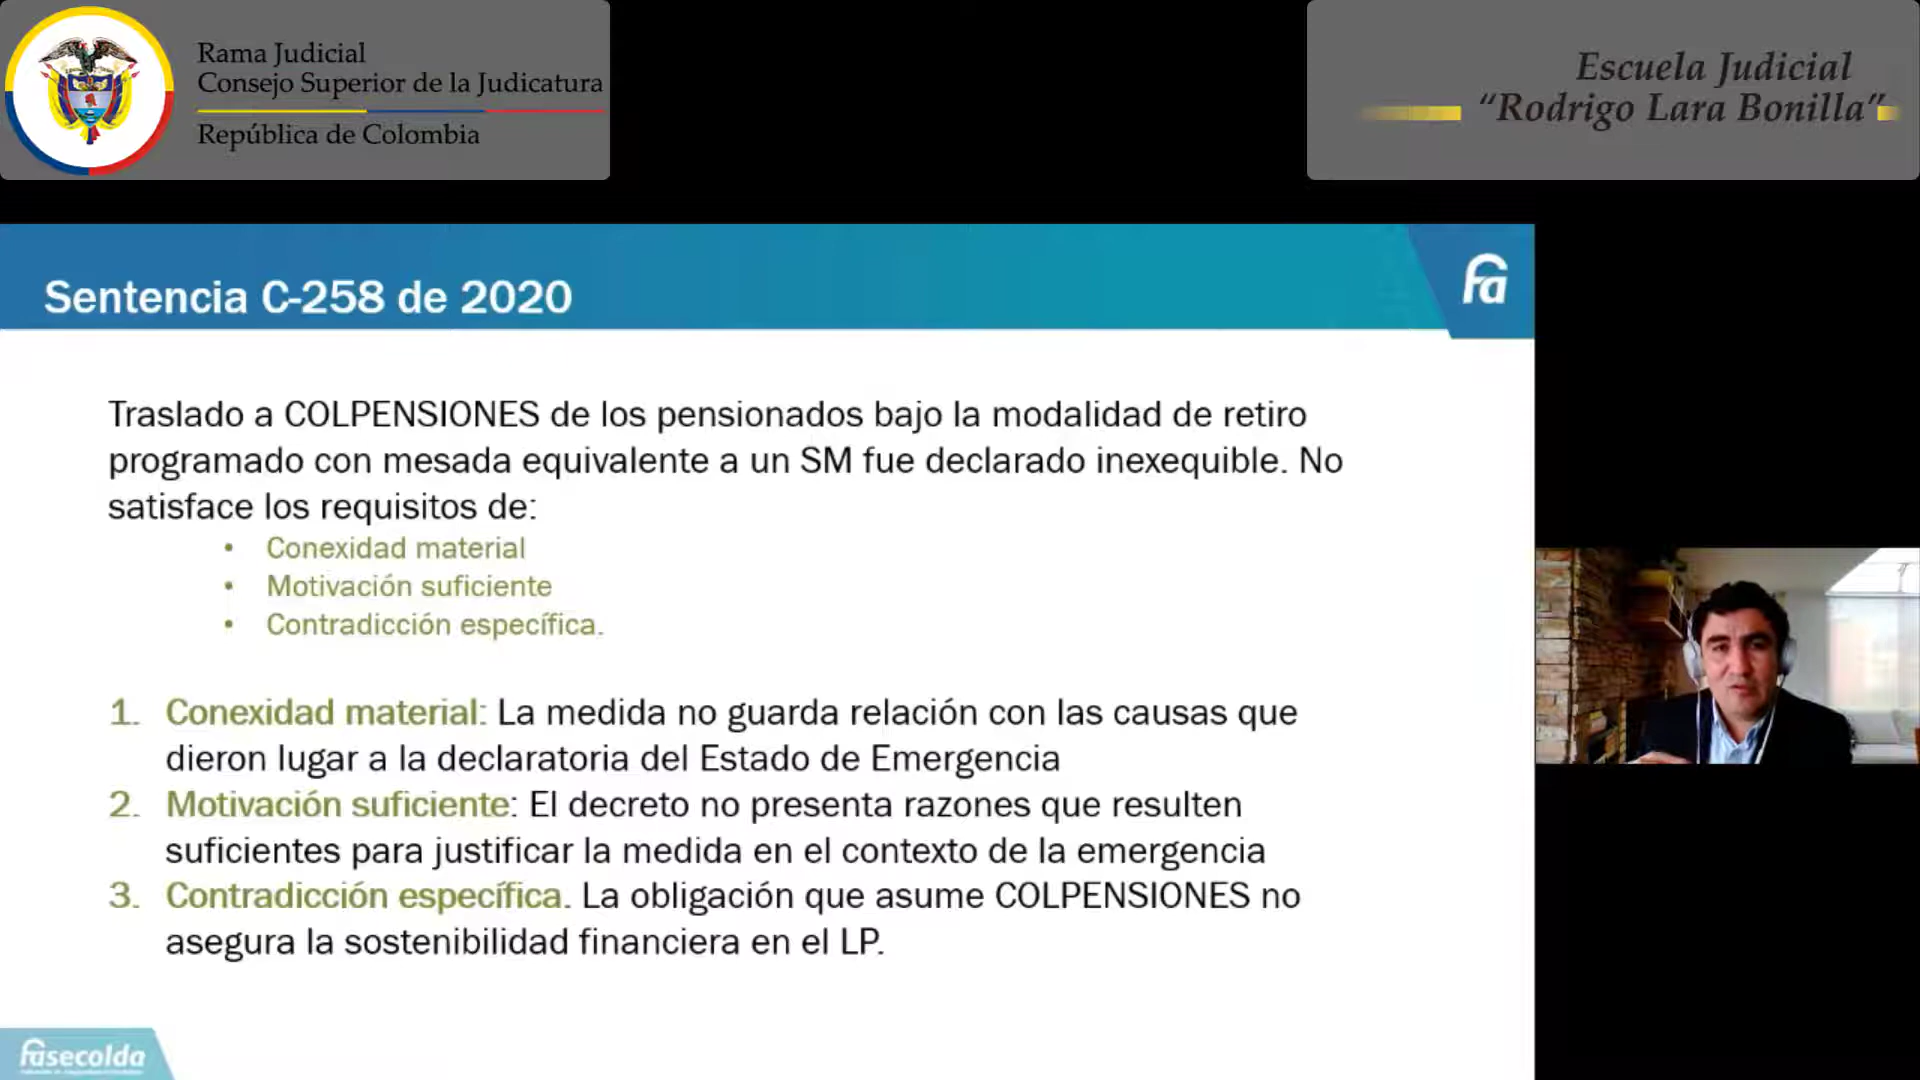 Rama Judicial
Consejo Superior de la Judicatura
República de Colombia
Escuela Judicial
“Rodrigo Lara Bonilla”
Sentencia C-258 de 2020
fa
Traslado a COLPENSIONES de los pensionados bajo la modalidad de retiro
programado con mesada equivalente a un SM fue declarado inexequible. No
satisface los requisitos de:
• Conexidad material
• Motivación suficiente
• Contradicción específica.
1. Conexidad material: La medida no guarda relación con las causas que
dieron lugar a la declaratoria del Estado de Emergencia
2. Motivación suficiente: El decreto no presenta razones que resulten
suficientes para justificar la medida en el contexto de la emergencia
3. Contradicción específica. La obligación que asume COLPENSIONES no
asegura la sostenibilidad financiera en el LP.
fasecolda